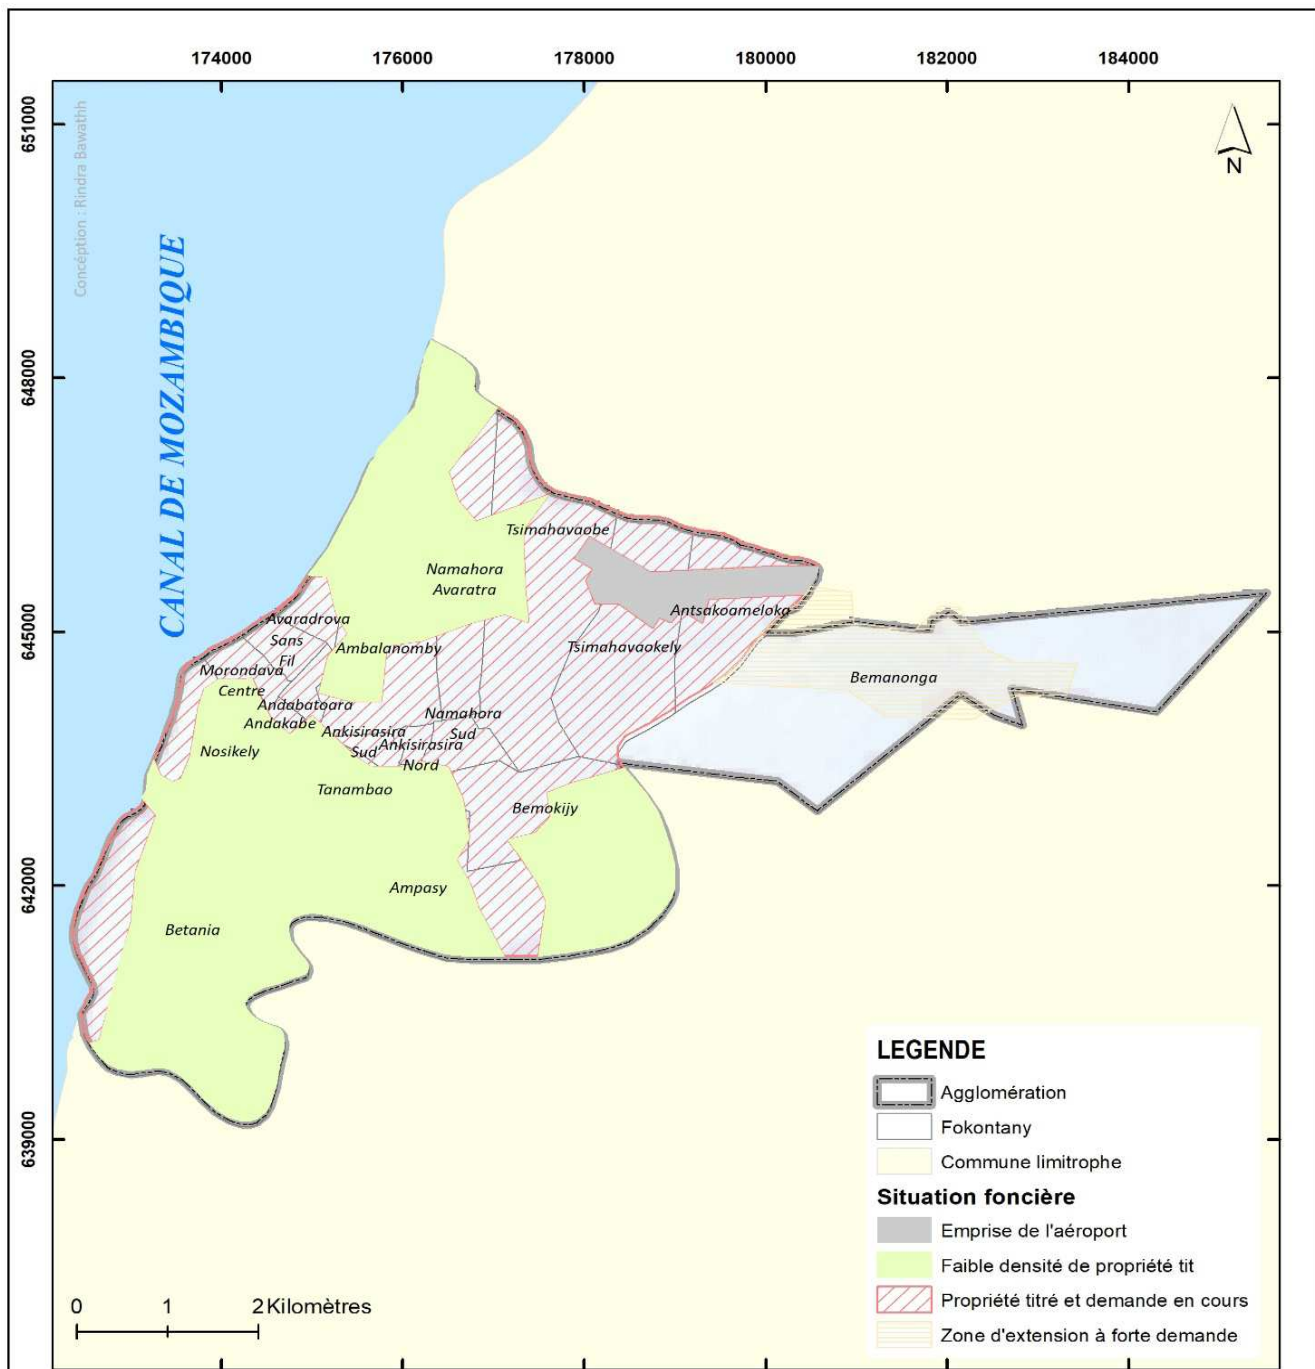 174000 176000 178000 180000 182000 184000
651000
648000
645000
642000
639000
Concéption : Rindra Bawathh
CANAL DE MOZAMBIQUE
N
Tsimahavaobe
Namahora
Avaratra
Antsakoameloka
Avaradrova
Sans
Fil
Ambalanomby
Tsimahavaokely
Morondava
Centre
Bemanonga
Andabatoara
Andakabe
Namahora
Sud
Ankisirasira
Sud
Ankisirasira
Nord
Nosikely
Tanambao
Bemokijy
Ampasy
Betania
LEGENDE
Agglomération
Fokontany
Commune limitrophe
Situation foncière
Emprise de l'aéroport
Faible densité de propriété tit
Propriété titré et demande en cours
Zone d'extension à forte demande
0 1 2 Kilomètres